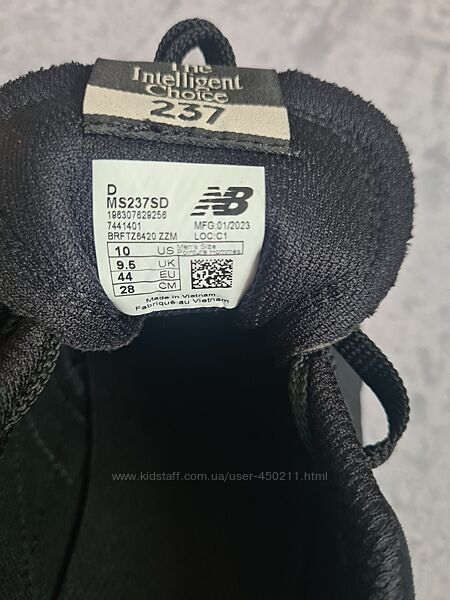 The
Intelligent
Choice
237
D
MS237SD
196307629256
7441401
BRFTZ6420 ZZM
NB
MFG:01/2023
LOC:C1
10 US Men's Size
Pointure Hommes
9.5 UK
44 EU
28 CM
Made in Vietnam
Fabriqué au Vietnam
www.kidstaff.com.ua/user-450211.html